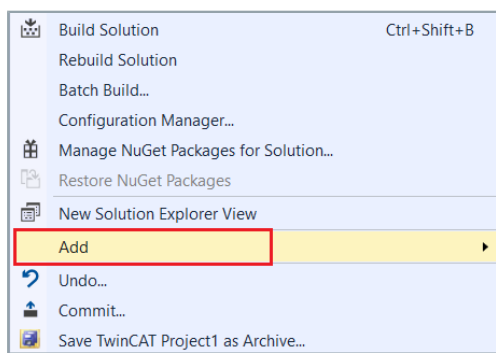 Build Solution Ctrl+Shift+B
Rebuild Solution
Batch Build...
Configuration Manager...
Manage NuGet Packages for Solution...
Restore NuGet Packages
New Solution Explorer View
Add
Undo...
Commit...
Save TwinCAT Project1 as Archive...